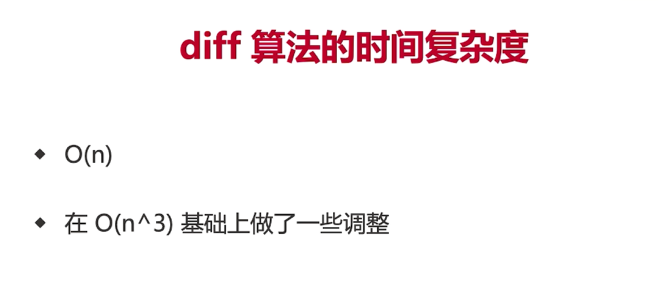 diff 算法的时间复杂度
◆ O(n)
◆ 在 O(n^3) 基础上做了一些调整